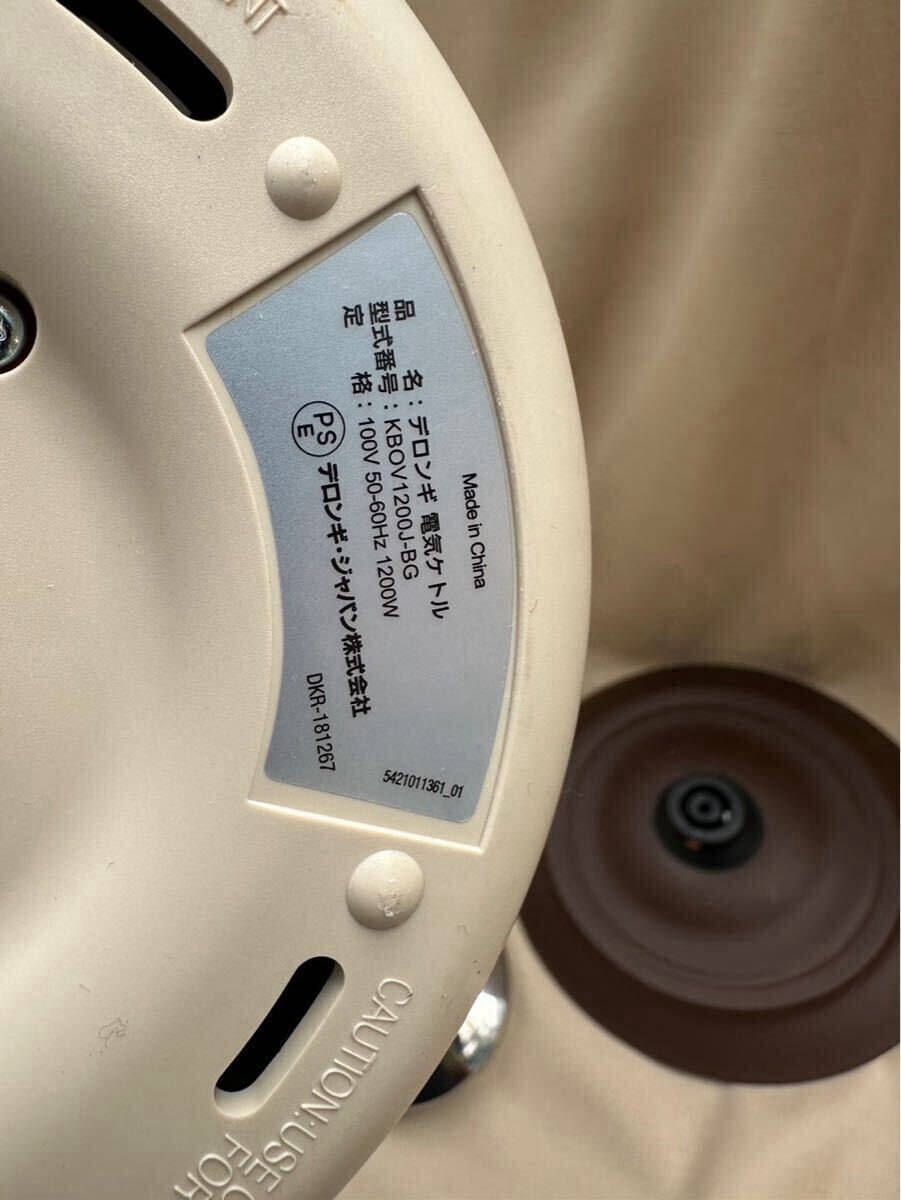 NT
Made in China
品　　名：デロンギ 電気ケトル
型式番号：KBOV1200J-BG
定　　格：100V 50-60Hz 1200W
PS
E
デロンギ・ジャパン株式会社
DKR-181267
5421011361_01
CAUTION:USE
FOR